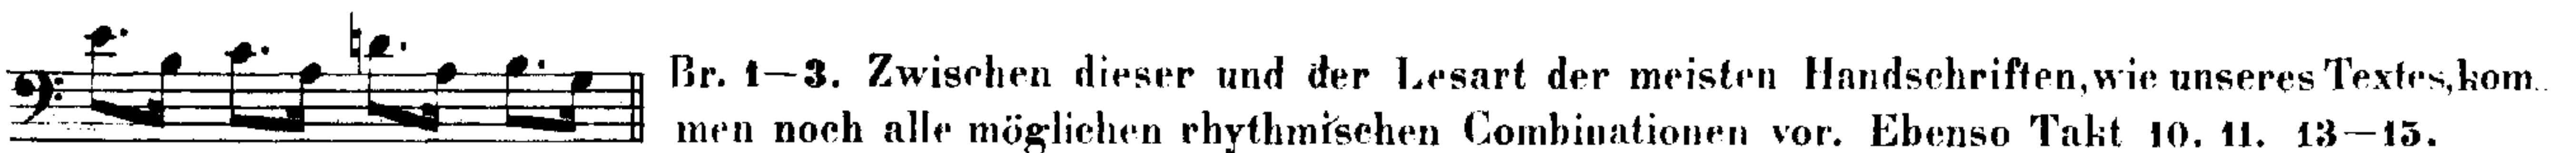 Br. 1—3. Zwischen dieser und der Lesart der meisten Handschriften, wie unseres Textes, kom-
men noch alle möglichen rhythmischen Combinationen vor. Ebenso Takt 10. 11. 13—15.